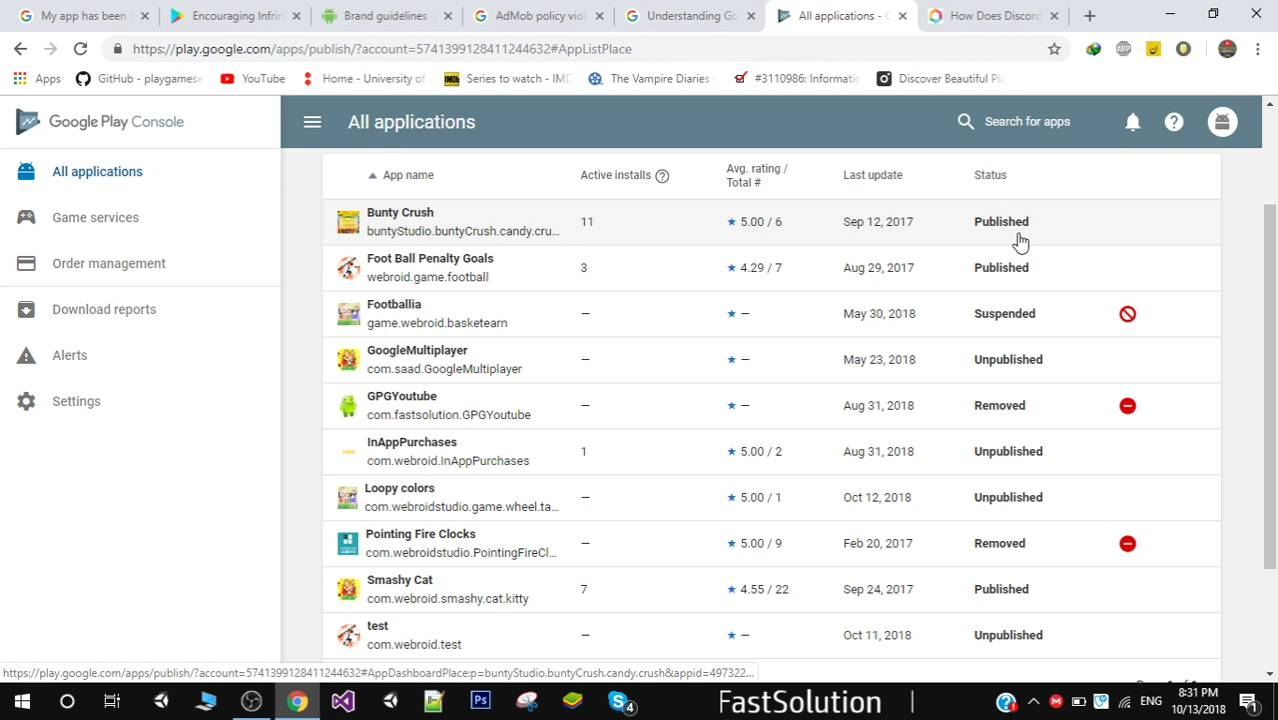 My app has been
Encouraging Infrin
Brand guidelines
AdMob policy viol
Understanding Go
All applications - G
How Does Discord
https://play.google.com/apps/publish/?account=5741399128411244632#AppListPlace
ABP
Apps
GitHub - playgamese
YouTube
Home - University of
IMDb
Series to watch - IMD
The Vampire Diaries
#3110986: Informatic
Discover Beautiful Pic
Google Play Console
All applications
Search for apps
All applications
Game services
Order management
Download reports
Alerts
Settings
App name
Active installs
Avg. rating /
Total #
Last update
Status
Bunty Crush
buntyStudio.buntyCrush.candy.cru...
11
5.00 / 6
Sep 12, 2017
Published
Foot Ball Penalty Goals
webroid.game.football
3
4.29 / 7
Aug 29, 2017
Published
Footballia
game.webroid.basketearn
–
–
May 30, 2018
Suspended
GoogleMultiplayer
com.saad.GoogleMultiplayer
–
–
May 23, 2018
Unpublished
GPGYoutube
com.fastsolution.GPGYoutube
–
–
Aug 31, 2018
Removed
InAppPurchases
com.webroid.InAppPurchases
1
5.00 / 2
Aug 31, 2018
Unpublished
Loopy colors
com.webroidstudio.game.wheel.ta...
–
5.00 / 1
Oct 12, 2018
Unpublished
Pointing Fire Clocks
com.webroidstudio.PointingFireCl...
–
5.00 / 9
Feb 20, 2017
Removed
Smashy Cat
com.webroid.smashy.cat.kitty
7
4.55 / 22
Sep 24, 2017
Published
test
com.webroid.test
–
–
Oct 11, 2018
Unpublished
https://play.google.com/apps/publish/?account=5741399128411244632#AppDashboardPlace:p=buntyStudio.buntyCrush.candy.crush&appid=497322...
FastSolution
ENG
8:31 PM
10/13/2018